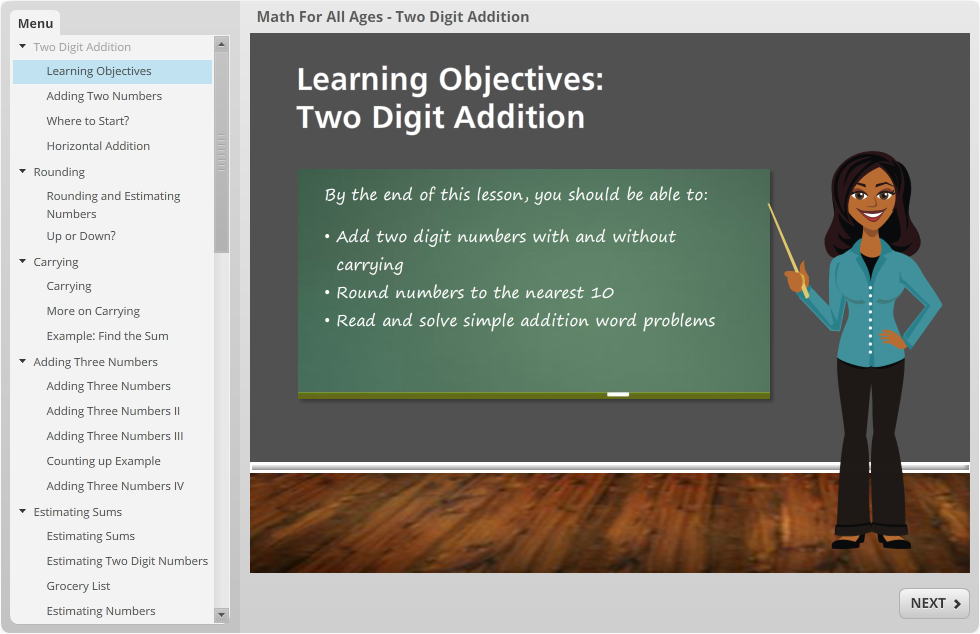 Math For All Ages - Two Digit Addition
Menu
Two Digit Addition
Learning Objectives
Adding Two Numbers
Where to Start?
Horizontal Addition
Rounding
Rounding and Estimating
Numbers
Up or Down?
Carrying
Carrying
More on Carrying
Example: Find the Sum
Adding Three Numbers
Adding Three Numbers
Adding Three Numbers II
Adding Three Numbers III
Counting up Example
Adding Three Numbers IV
Estimating Sums
Estimating Sums
Estimating Two Digit Numbers
Grocery List
Estimating Numbers
Learning Objectives:
Two Digit Addition
By the end of this lesson, you should be able to:
• Add two digit numbers with and without
carrying
• Round numbers to the nearest 10
• Read and solve simple addition word problems
NEXT